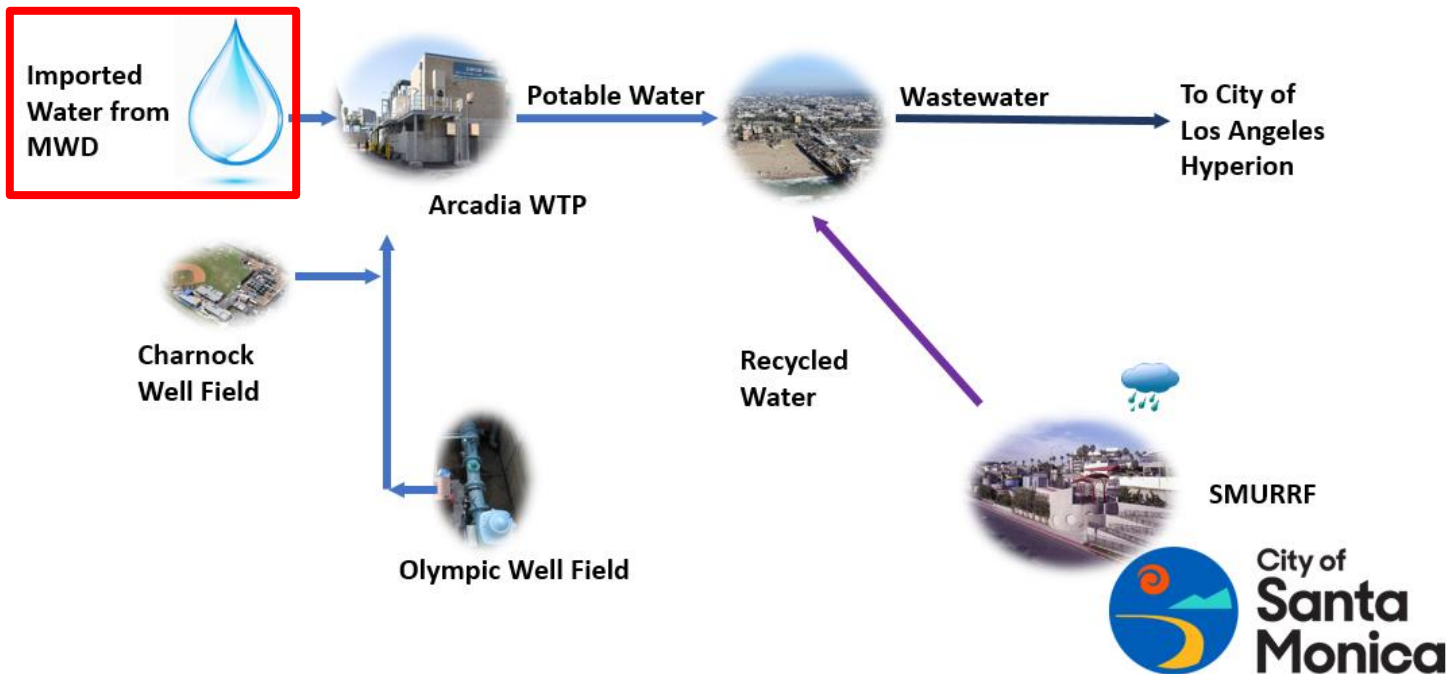 Imported
Water from
MWD
Potable Water
Wastewater
To City of
Los Angeles
Hyperion
Arcadia WTP
Charnock
Well Field
Recycled
Water
Olympic Well Field
SMURRF
City of
Santa
Monica